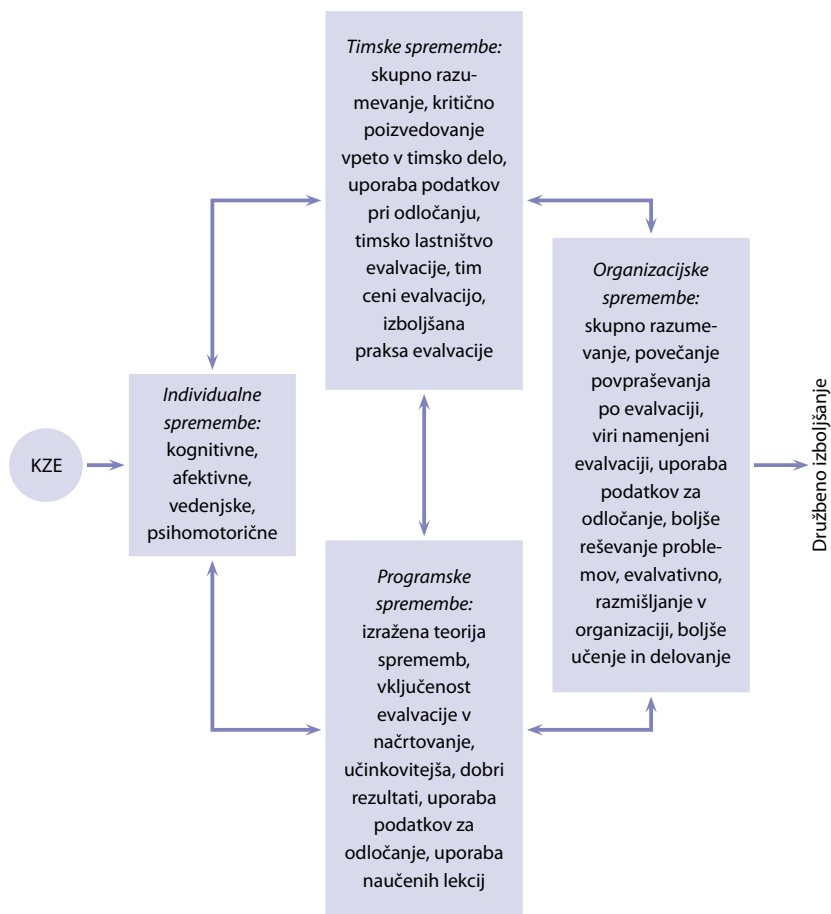 KZE
Individualne
spremembe:
kognitivne,
afektivne,
vedenjske,
psihomotorične
Timske spremembe:
skupno razu-
mevanje, kritično
poizvedovanje
vpeto v timsko delo,
uporaba podatkov
pri odločanju,
timsko lastništvo
evalvacije, tim
ceni evalvacijo,
izboljšana
praksa evalvacije
Programske
spremembe:
izražena teorija
sprememb,
vključenost
evalvacije v
načrtovanje,
učinkovitejša, dobri
rezultati, uporaba
podatkov za
odločanje, uporaba
naučenih lekcij
Organizacijske
spremembe:
skupno razume-
vanje, povečanje
povpraševanja
po evalvaciji,
viri namenjeni
evalvaciji, uporaba
podatkov za
odločanje, boljše
reševanje proble-
mov, evalvativno,
razmišljanje v
organizaciji, boljše
učenje in delovanje
Družbeno izboljšanje